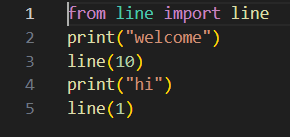 1 from line import line
2 print("welcome")
3 line(10)
4 print("hi")
5 line(1)